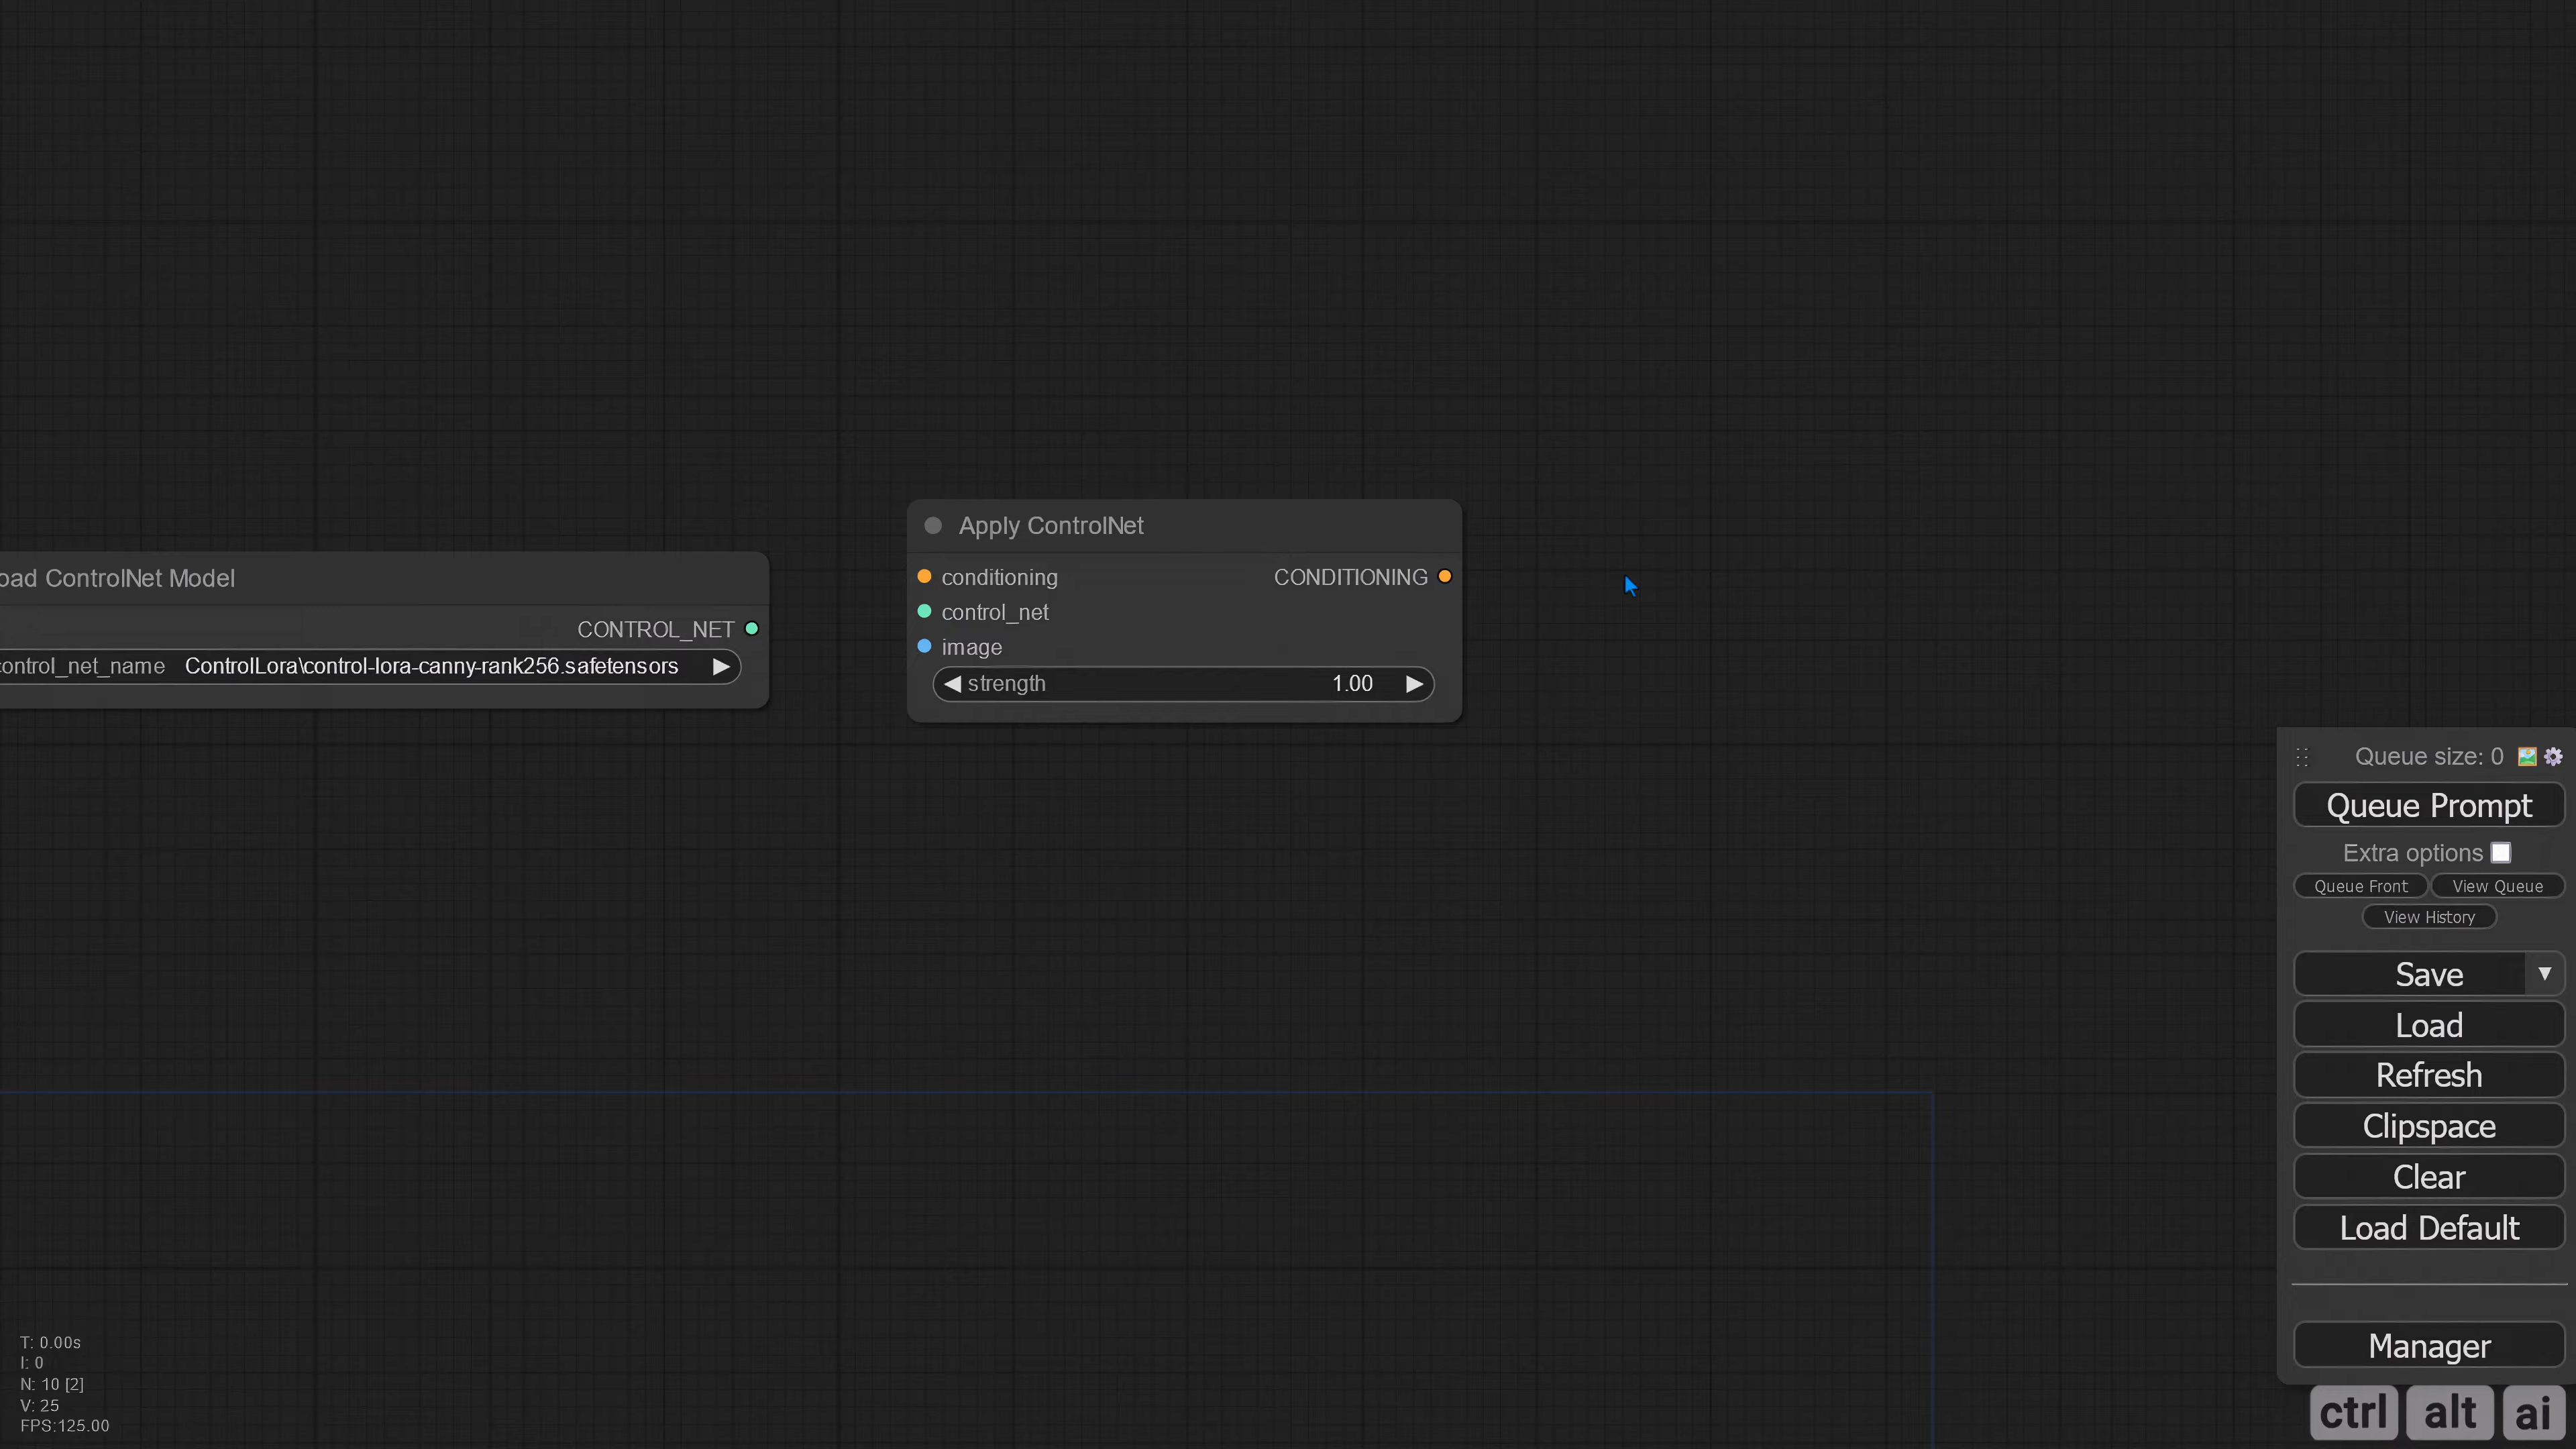 Apply ControlNet
conditioning CONDITIONING
control_net
image
strength 1.00
oad ControlNet Model
CONTROL_NET
ontrol_net_name ControlLora\control-lora-canny-rank256.safetensors
Queue size: 0
Queue Prompt
Extra options
Queue Front View Queue
View History
Save
Load
Refresh
Clipspace
Clear
Load Default
Manager
T: 0.00s
I: 0
N: 10 [2]
V: 25
FPS:125.00
ctrl alt ai